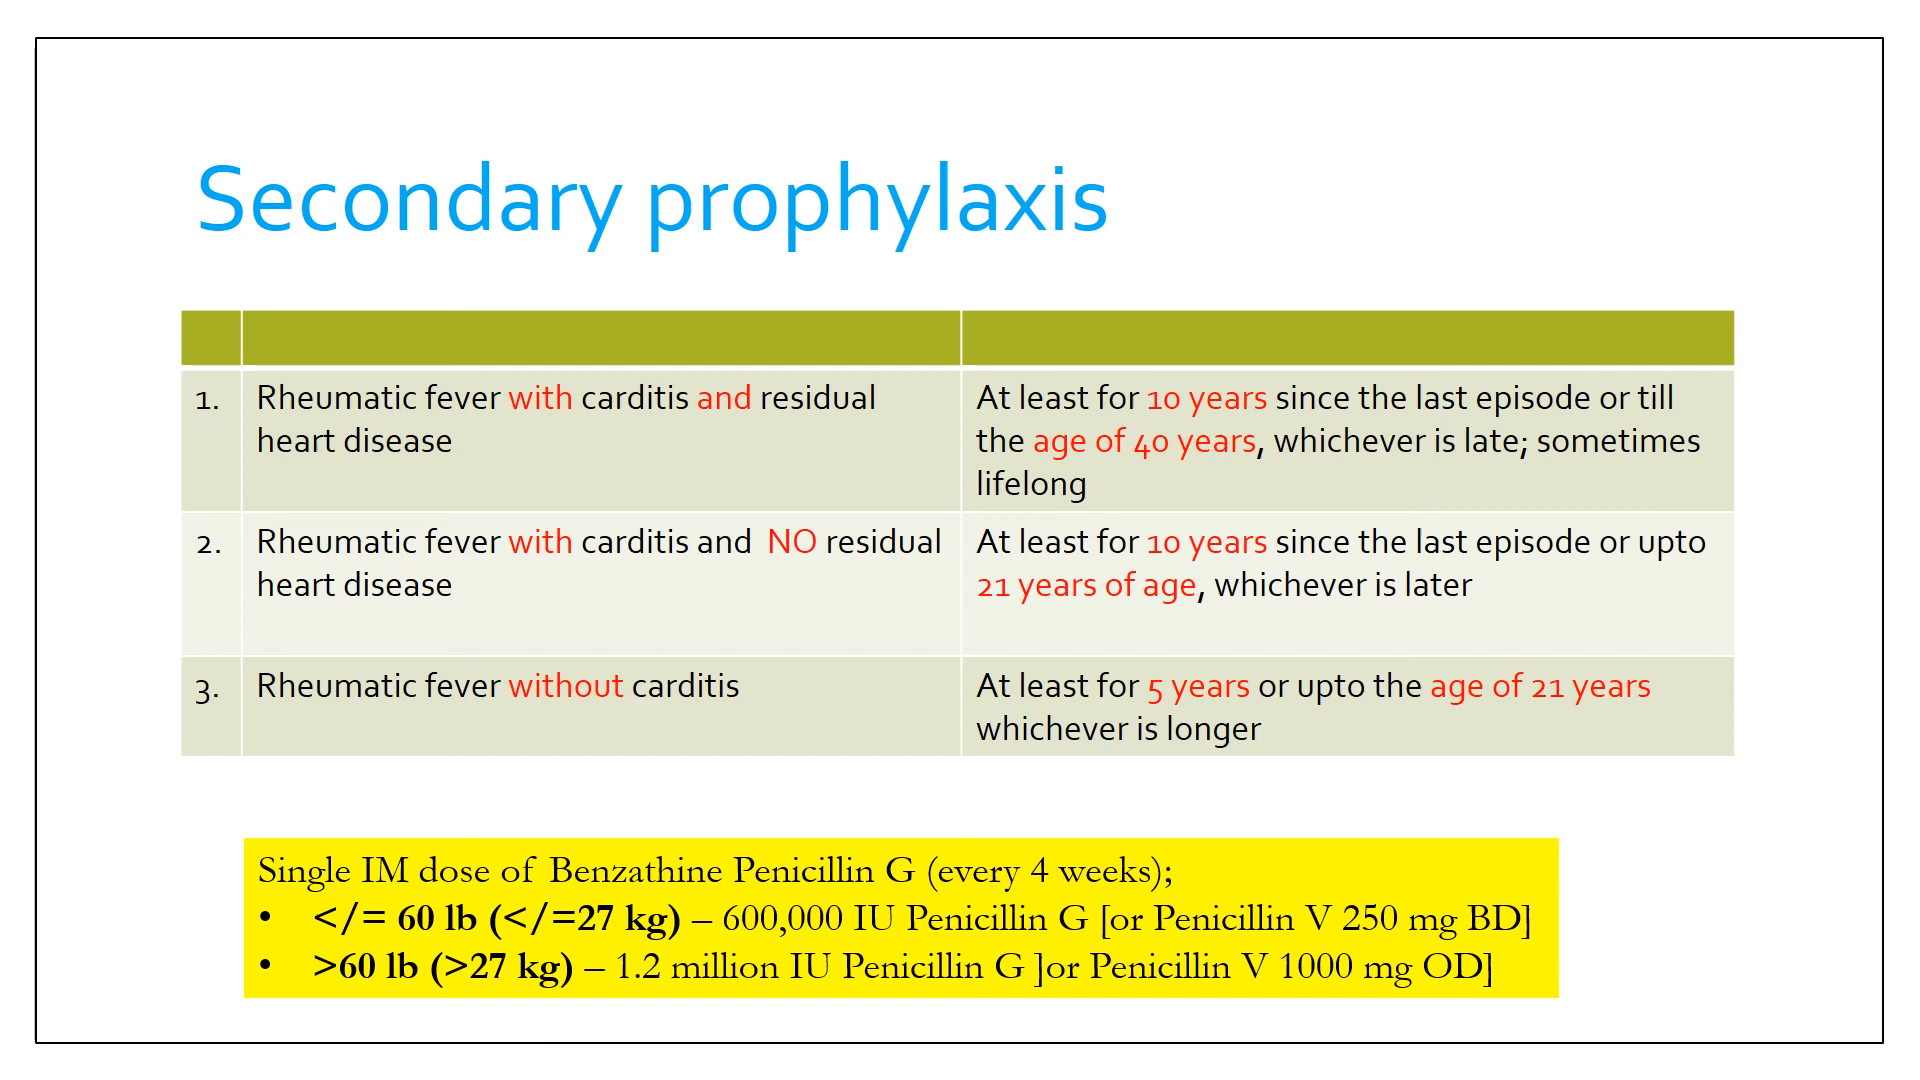 Secondary prophylaxis
1. Rheumatic fever with carditis and residual
heart disease
At least for 10 years since the last episode or till
the age of 40 years, whichever is late; sometimes
lifelong
2. Rheumatic fever with carditis and NO residual
heart disease
At least for 10 years since the last episode or upto
21 years of age, whichever is later
3. Rheumatic fever without carditis
At least for 5 years or upto the age of 21 years
whichever is longer
Single IM dose of Benzathine Penicillin G (every 4 weeks);
• </= 60 lb (</=27 kg) – 600,000 IU Penicillin G [or Penicillin V 250 mg BD]
• >60 lb (>27 kg) – 1.2 million IU Penicillin G ]or Penicillin V 1000 mg OD]